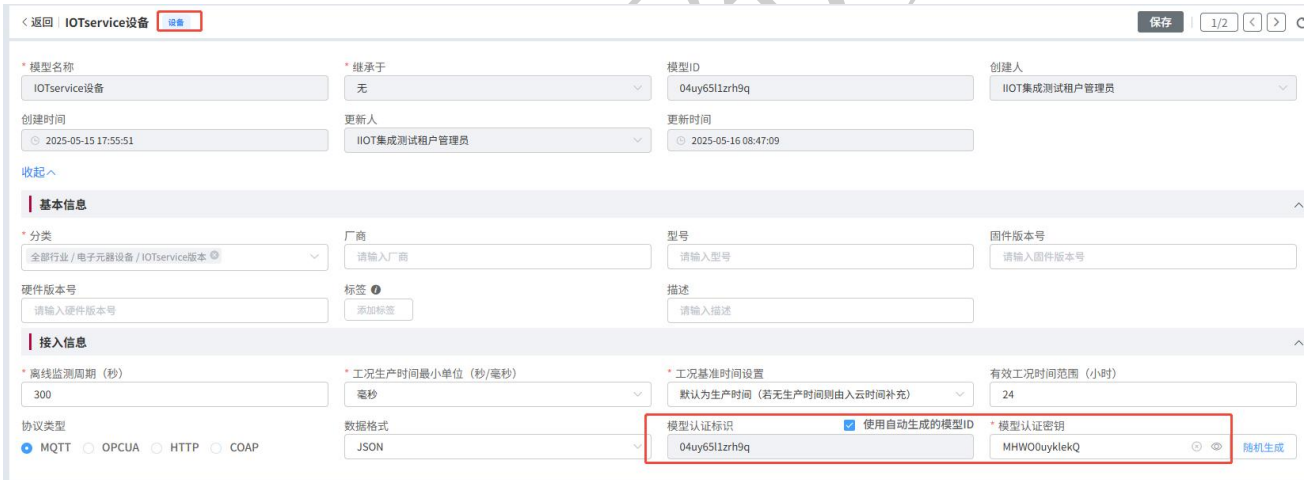 返回 IOTservice设备 设备 保存 1/2
* 模型名称 * 继承于 模型ID 创建人
IOTservice设备 无 04uy65l1zrh9q IIOT集成测试租户管理员
创建时间 更新人 更新时间
2025-05-15 17:55:51 IIOT集成测试租户管理员 2025-05-16 08:47:09
收起
基本信息
* 分类 厂商 型号 固件版本号
全部行业 / 电子元器设备 / IOTservice版本 请输入厂商 请输入型号 请输入固件版本号
硬件版本号 标签 描述
请输入硬件版本号 添加标签 请输入描述
接入信息
* 离线监测周期（秒） * 工况生产时间最小单位（秒/毫秒） * 工况基准时间设置 有效工况时间范围（小时）
300 毫秒 默认为生产时间（若无生产时间则由入云时间补充） 24
协议类型 数据格式 模型认证标识 使用自动生成的模型ID * 模型认证密钥
MQTT OPCUA HTTP COAP JSON 04uy65l1zrh9q MHWO0uyklekQ 随机生成